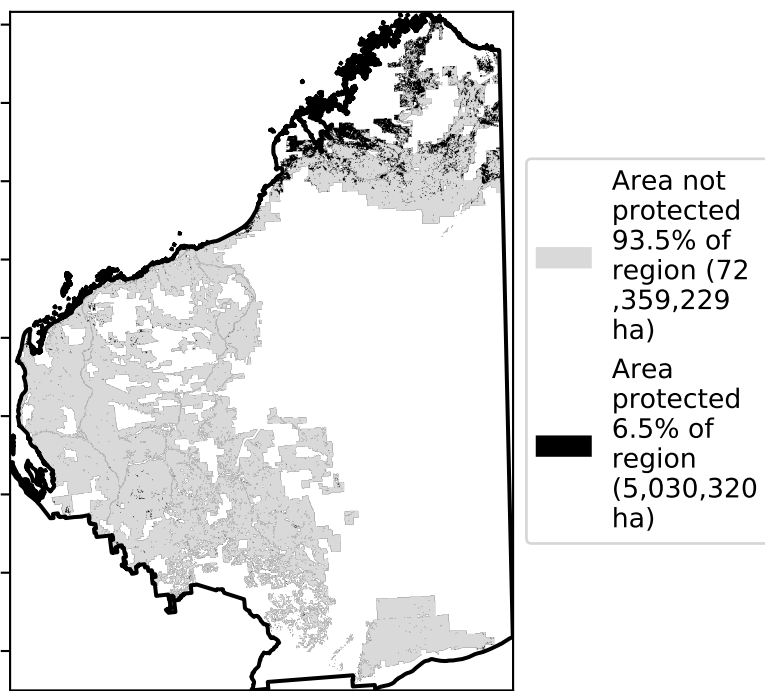 Area not
protected
93.5% of
region (72
,359,229
ha)
Area
protected
6.5% of
region
(5,030,320
ha)